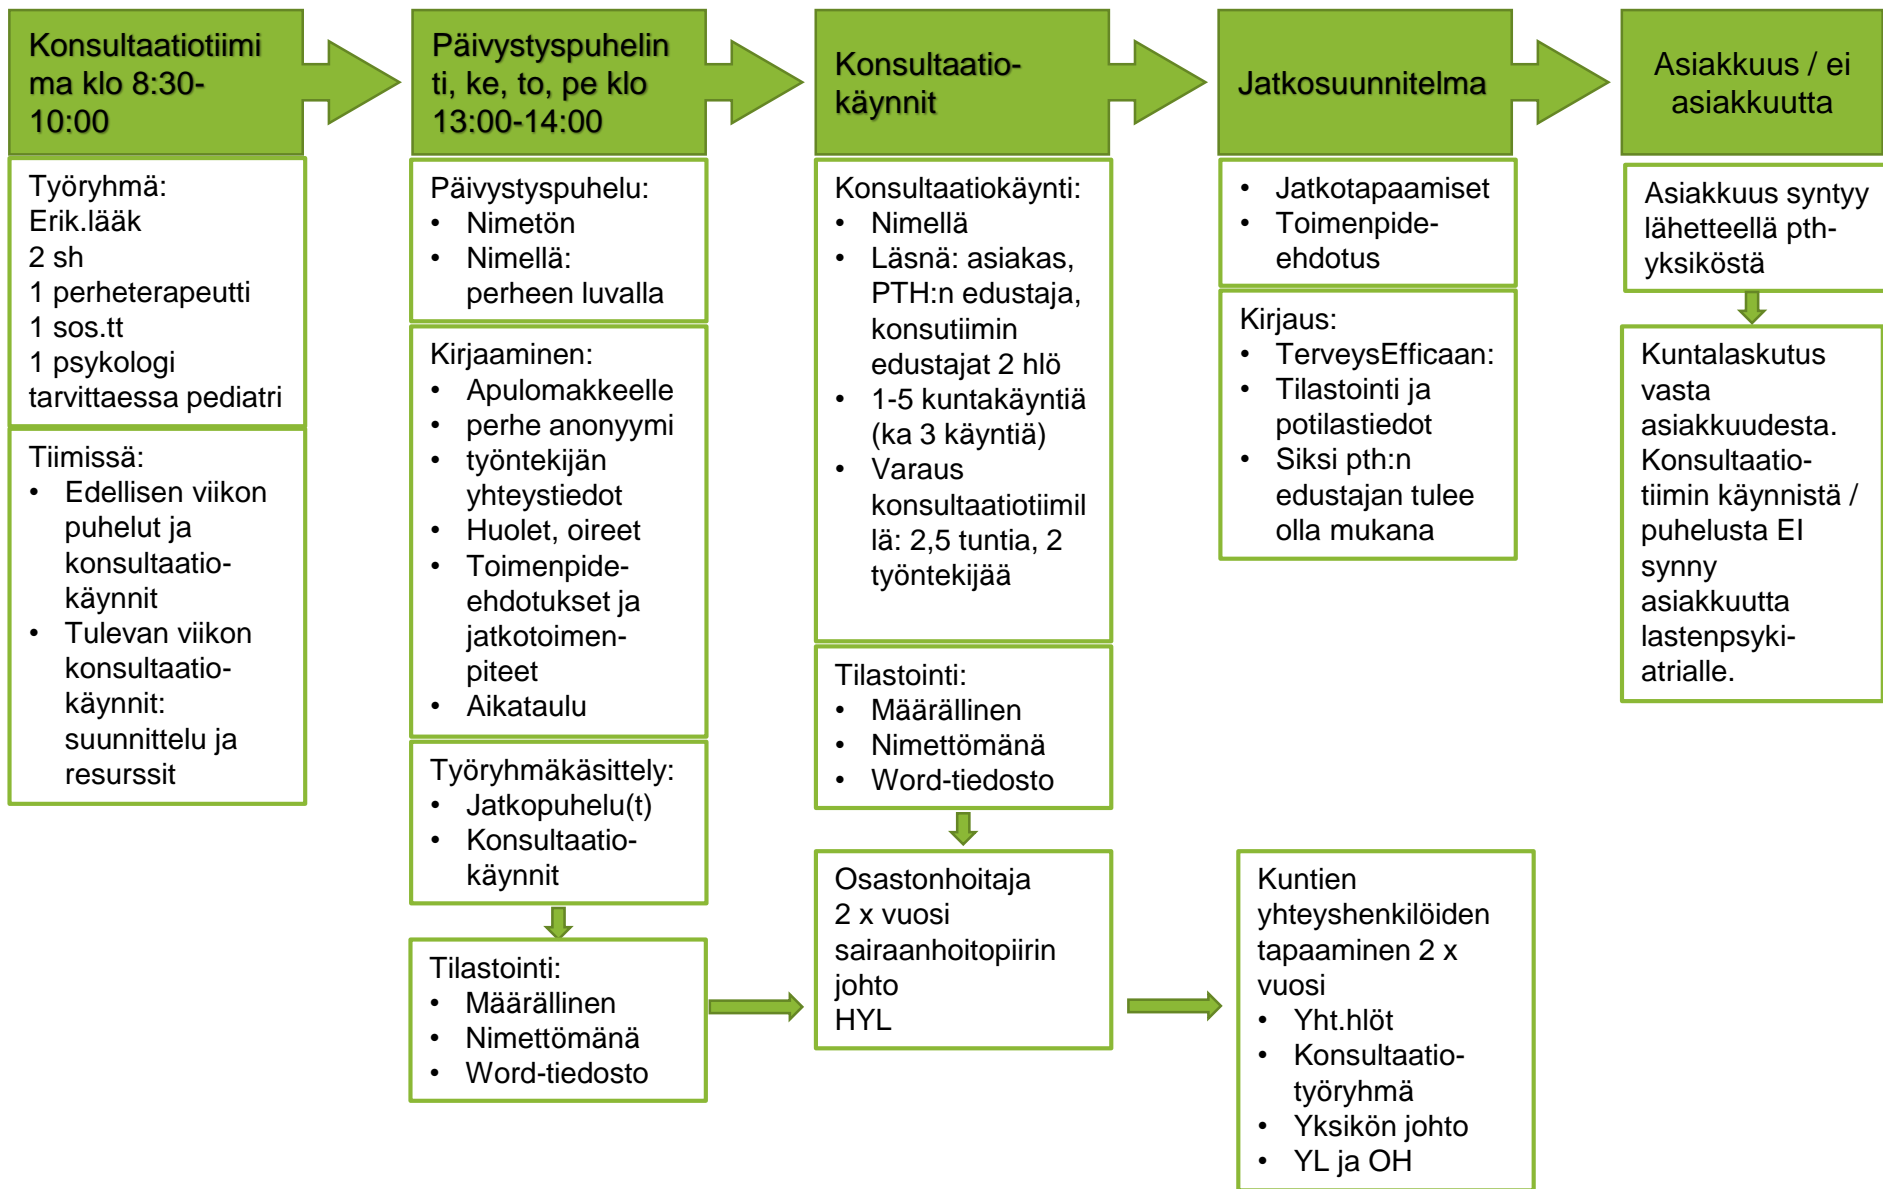 Konsultaatiotiimi
ma klo 8:30-
10:00
Työryhmä:
Erik.lääk
2 sh
1 perheterapeutti
1 sos.tt
1 psykologi
tarvittaessa pediatri
Tiimissä:
• Edellisen viikon
puhelut ja
konsultaatio-
käynnit
• Tulevan viikon
konsultaatio-
käynnit:
suunnittelu ja
resurssit
Päivystyspuhelin
ti, ke, to, pe klo
13:00-14:00
Päivystyspuhelu:
• Nimetön
• Nimellä:
perheen luvalla
Kirjaaminen:
• Apulomakkeelle
• perhe anonyymi
• työntekijän
yhteystiedot
• Huolet, oireet
• Toimenpide-
ehdotukset ja
jatkotoimen-
piteet
• Aikataulu
Työryhmäkäsittely:
• Jatkopuhelu(t)
• Konsultaatio-
käynnit
Tilastointi:
• Määrällinen
• Nimettömänä
• Word-tiedosto
Konsultaatio-
käynnit
Konsultaatiokäynti:
• Nimellä
• Läsnä: asiakas,
PTH:n edustaja,
konsutiimin
edustajat 2 hlö
• 1-5 kuntakäyntiä
(ka 3 käyntiä)
• Varaus
konsultaatiotiimil
lä: 2,5 tuntia, 2
työntekijää
Tilastointi:
• Määrällinen
• Nimettömänä
• Word-tiedosto
Osastonhoitaja
2 x vuosi
sairaanhoitopiirin
johto
HYL
Jatkosuunnitelma
• Jatkotapaamiset
• Toimenpide-
ehdotus
Kirjaus:
• TerveysEfficaan:
• Tilastointi ja
potilastiedot
• Siksi pth:n
edustajan tulee
olla mukana
Kuntien
yhteyshenkilöiden
tapaaminen 2 x
vuosi
• Yht.hlöt
• Konsultaatio-
työryhmä
• Yksikön johto
• YL ja OH
Asiakkuus / ei
asiakkuutta
Asiakkuus syntyy
lähetteellä pth-
yksiköstä
Kuntalaskutus
vasta
asiakkuudesta.
Konsultaatio-
tiimin käynnistä /
puhelusta EI
synny
asiakkuutta
lastenpsyki-
atrialle.